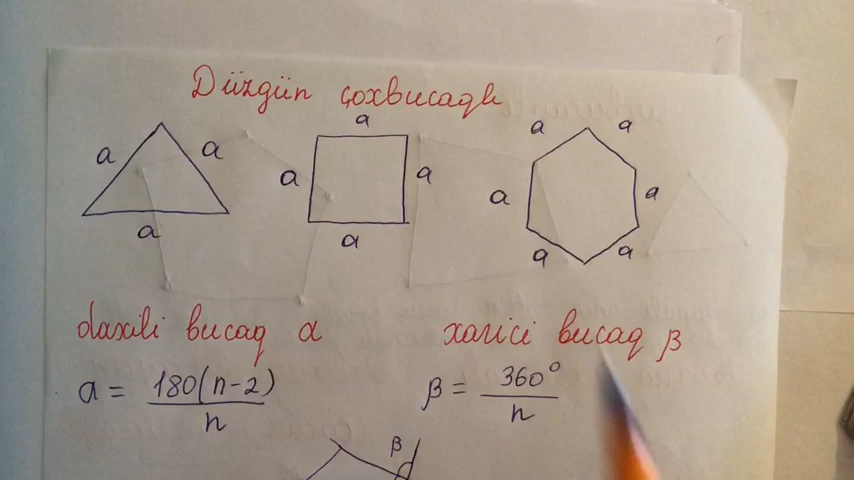 Düzgün çoxbucaqlı
a a a a a a a a a a a a a
daxili bucaq α xarici bucaq β
α = 180(n-2)/n β = 360°/n
β